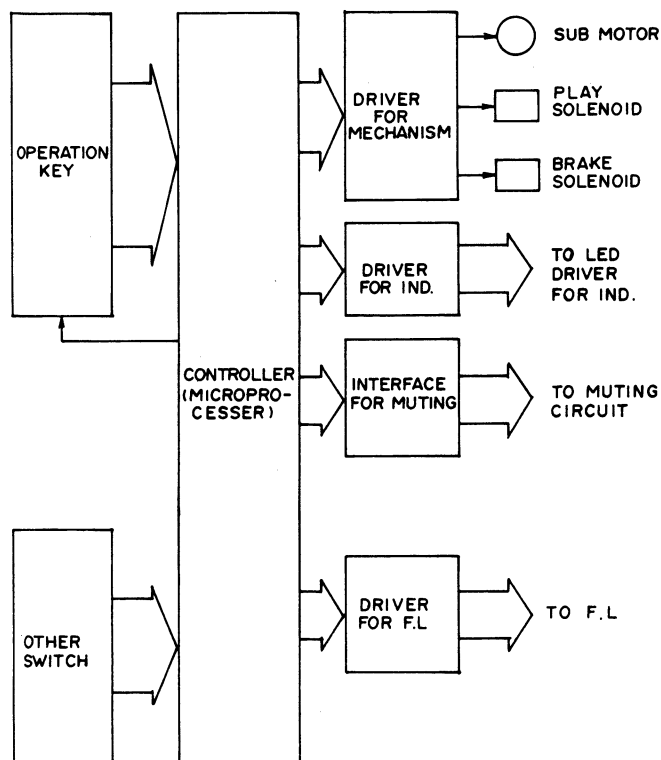 OPERATION
KEY
OTHER
SWITCH
CONTROLLER
(MICROPRO-
CESSER)
DRIVER
FOR
MECHANISM
SUB MOTOR
PLAY
SOLENOID
BRAKE
SOLENOID
DRIVER
FOR IND.
TO LED
DRIVER
FOR IND.
INTERFACE
FOR MUTING
TO MUTING
CIRCUIT
DRIVER
FOR F.L
TO F.L